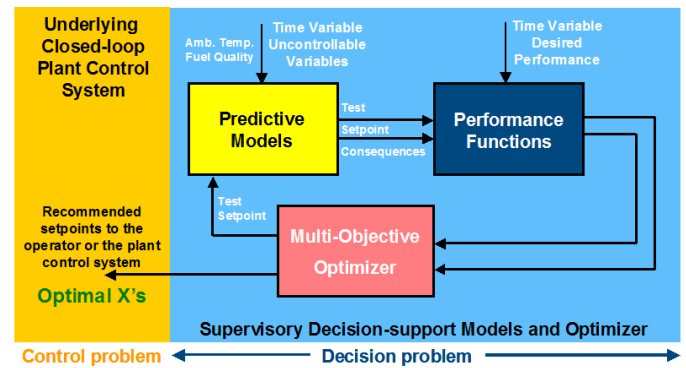 Underlying
Closed-loop
Plant Control
System
Amb. Temp.
Fuel Quality
Time Variable
Uncontrollable
Variables
Time Variable
Desired
Performance
Predictive
Models
Test
Setpoint
Consequences
Performance
Functions
Test
Setpoint
Multi-Objective
Optimizer
Recommended
setpoints to the
operator or the plant
control system
Optimal X's
Supervisory Decision-support Models and Optimizer
Control problem
Decision problem